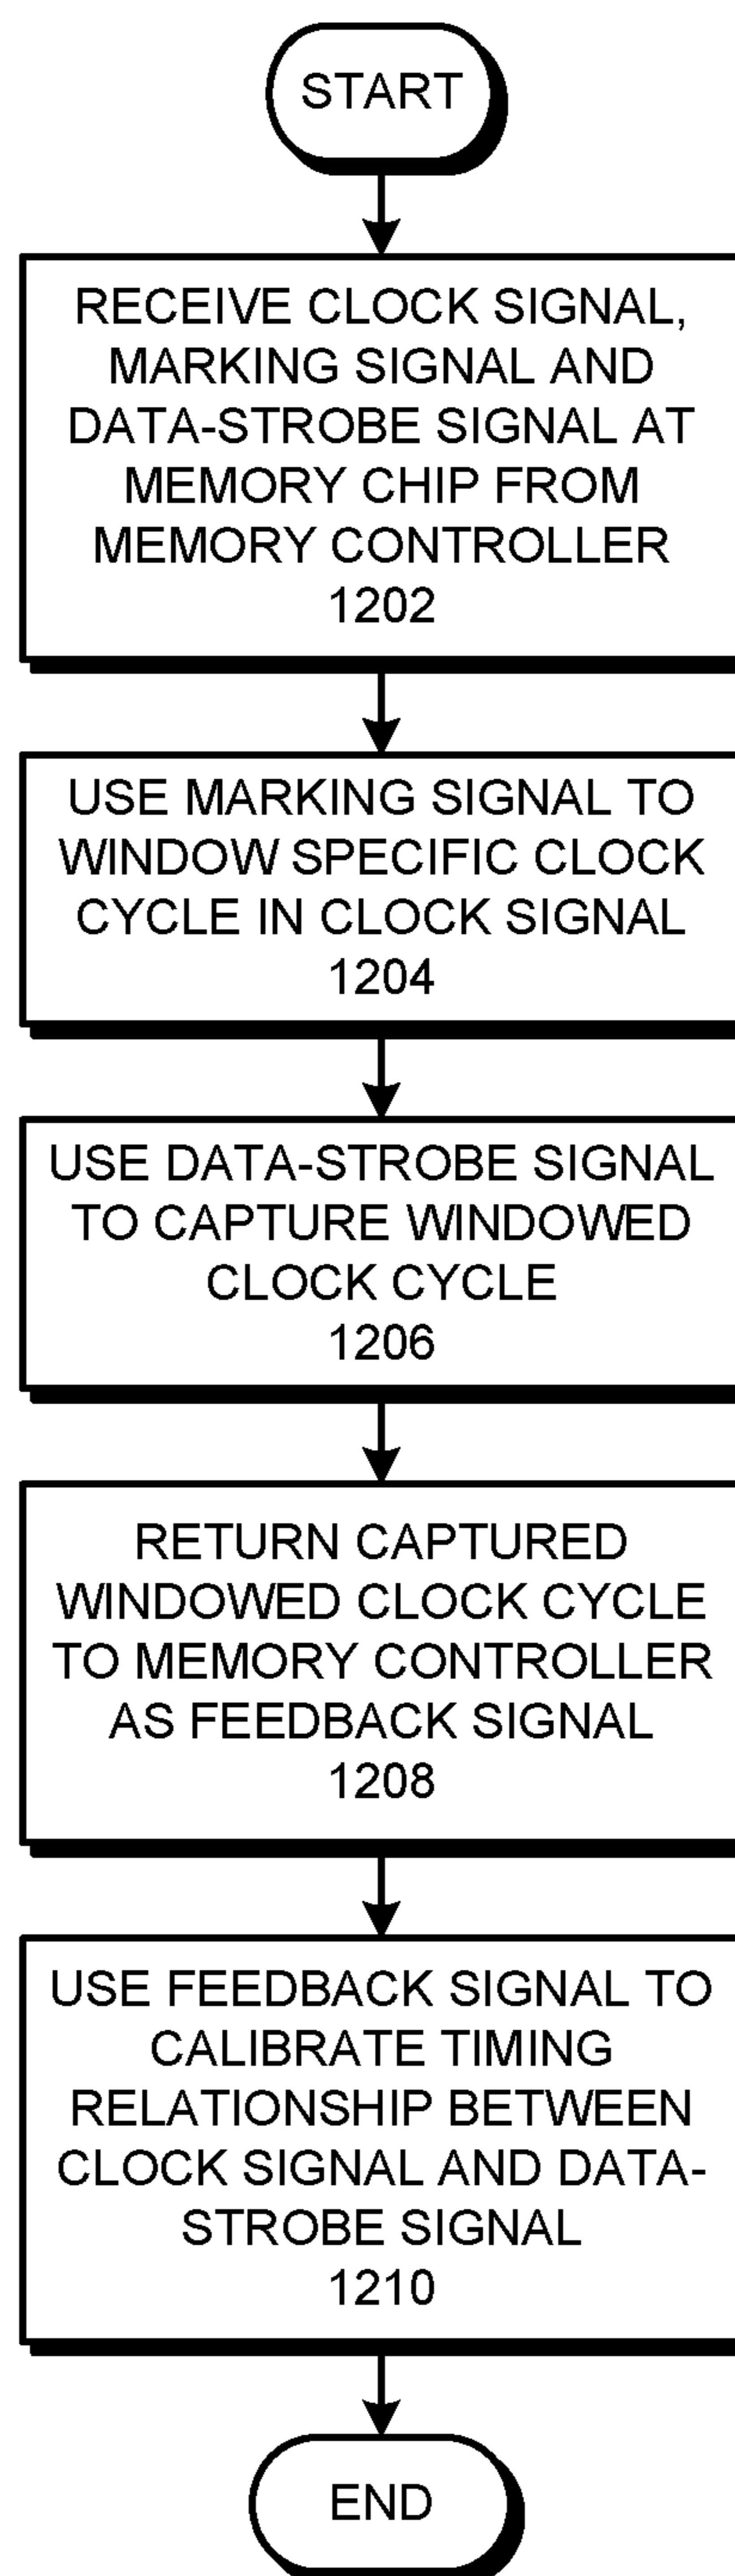 START
RECEIVE CLOCK SIGNAL,
MARKING SIGNAL AND
DATA-STROBE SIGNAL AT
MEMORY CHIP FROM
MEMORY CONTROLLER
1202
USE MARKING SIGNAL TO
WINDOW SPECIFIC CLOCK
CYCLE IN CLOCK SIGNAL
1204
USE DATA-STROBE SIGNAL
TO CAPTURE WINDOWED
CLOCK CYCLE
1206
RETURN CAPTURED
WINDOWED CLOCK CYCLE
TO MEMORY CONTROLLER
AS FEEDBACK SIGNAL
1208
USE FEEDBACK SIGNAL TO
CALIBRATE TIMING
RELATIONSHIP BETWEEN
CLOCK SIGNAL AND DATA-
STROBE SIGNAL
1210
END